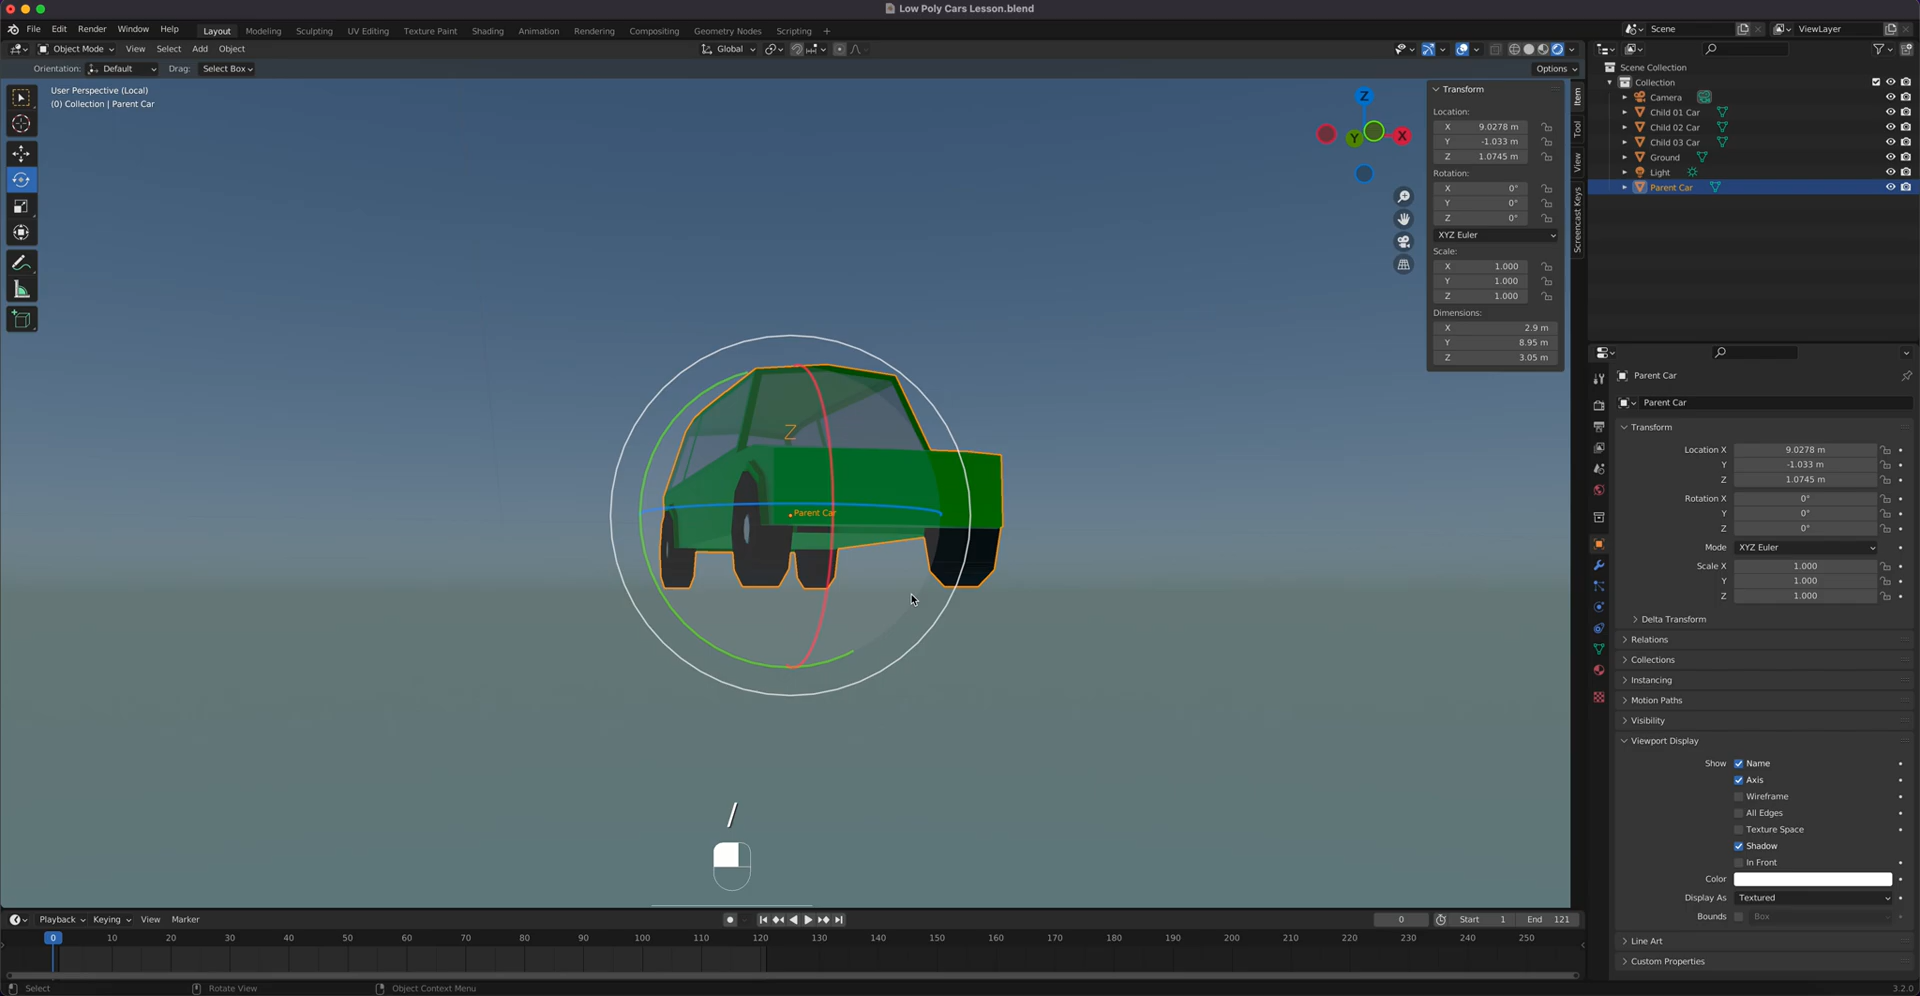 Low Poly Cars Lesson.blend
File Edit Render Window Help Layout Modeling Sculpting UV Editing Texture Paint Shading Animation Rendering Compositing Geometry Nodes Scripting + Scene ViewLayer
Object Mode View Select Add Object Global
Orientation: Default Drag: Select Box Options
User Perspective (Local)
(0) Collection | Parent Car
Z
Y
X
Z
Parent Car
/
Item
Tool
View
Screencast Keys
Transform
Location:
X 9.0278 m
Y -1.033 m
Z 1.0745 m
Rotation:
X 0°
Y 0°
Z 0°
XYZ Euler
Scale:
X 1.000
Y 1.000
Z 1.000
Dimensions:
X 2.9 m
Y 8.95 m
Z 3.05 m
Scene Collection
Collection
Camera
Child 01 Car
Child 02 Car
Child 03 Car
Ground
Light
Parent Car
Parent Car
Parent Car
Transform
Location X 9.0278 m
Y -1.033 m
Z 1.0745 m
Rotation X 0°
Y 0°
Z 0°
Mode XYZ Euler
Scale X 1.000
Y 1.000
Z 1.000
Delta Transform
Relations
Collections
Instancing
Motion Paths
Visibility
Viewport Display
Show Name
Axis
Wireframe
All Edges
Texture Space
Shadow
In Front
Color
Display As Textured
Bounds Box
Line Art
Custom Properties
Playback Keying View Marker 0 Start 1 End 121
0 10 20 30 40 50 60 70 80 90 100 110 120 130 140 150 160 170 180 190 200 210 220 230 240 250
Select Rotate View Object Context Menu 3.2.0